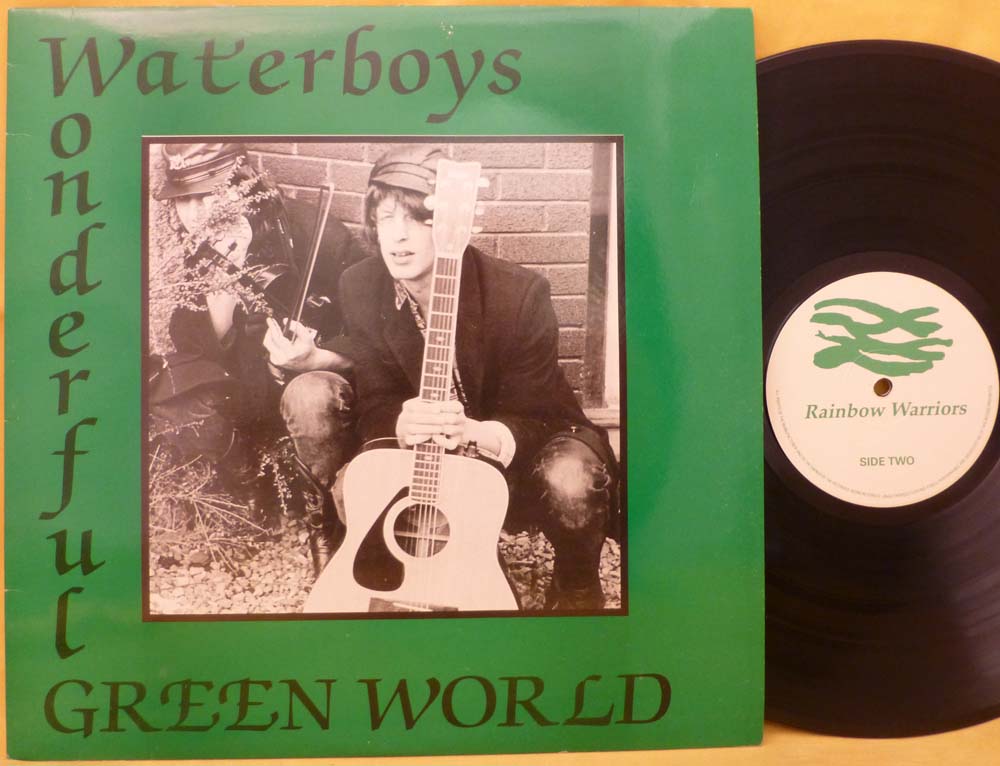 Waterboys
Wonderful
GREEN WORLD
Rainbow Warriors
SIDE TWO